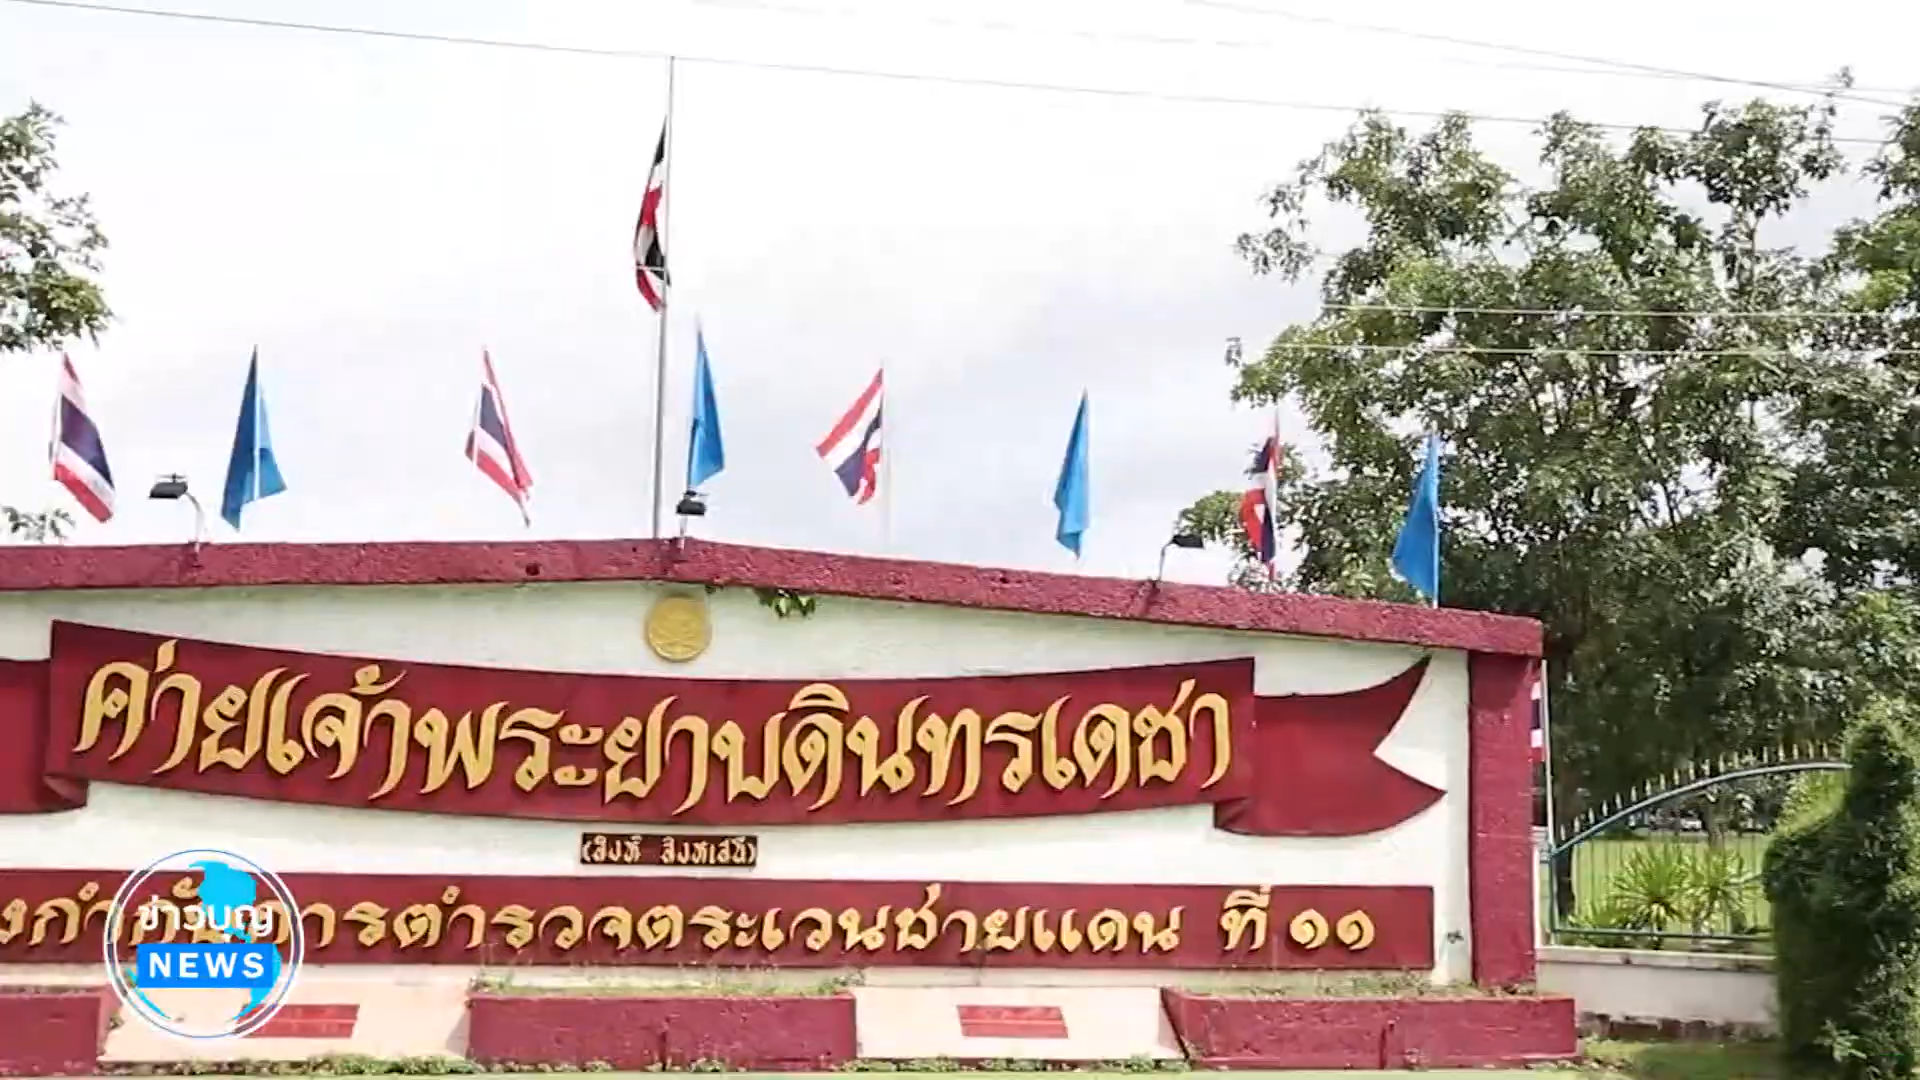 ค่ายเจ้าพระยาบดินทรเดชา
(สิงห์ สิงหเสนี)
การตำรวจตระเวนชายแดน ที่ ๑๑
ข่าวบุญ
NEWS